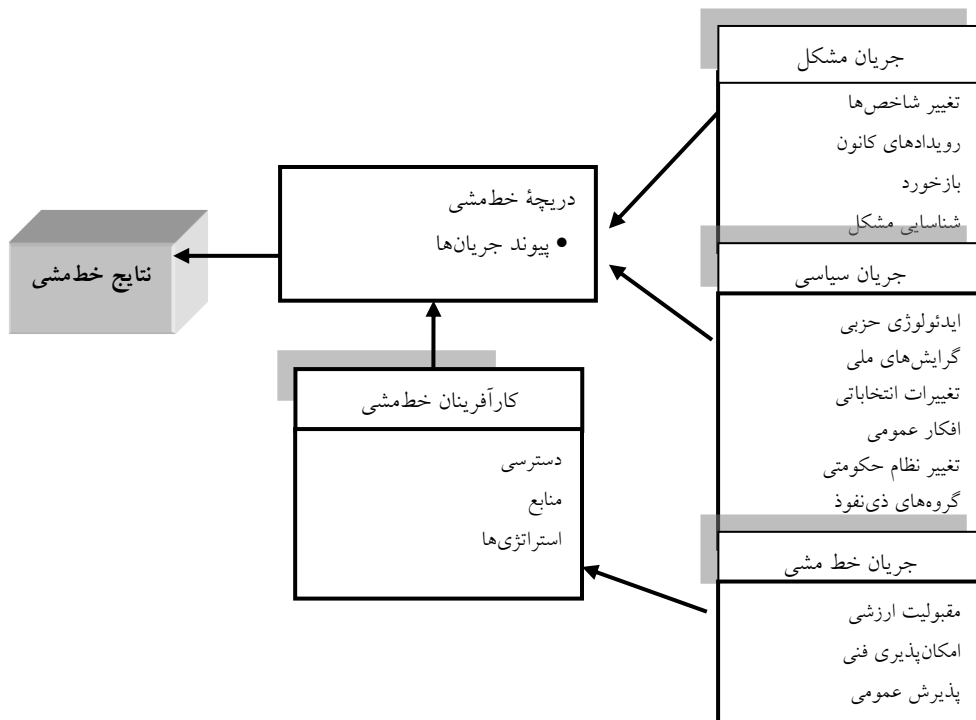 جریان مشکل
تغییر شاخص‌ها
رویدادهای کانون
بازخورد
شناسایی مشکل
جریان سیاسی
ایدئولوژی حزبی
گرایش‌های ملی
تغییرات انتخاباتی
افکار عمومی
تغییر نظام حکومتی
گروه‌های ذی‌نفوذ
جریان خط مشی
مقبولیت ارزشی
امکان‌پذیری فنی
پذیرش عمومی
دریچهٔ خط‌مشی
• پیوند جریان‌ها
کارآفرینان خط‌مشی
دسترسی
منابع
استراتژی‌ها
نتایج خط‌مشی